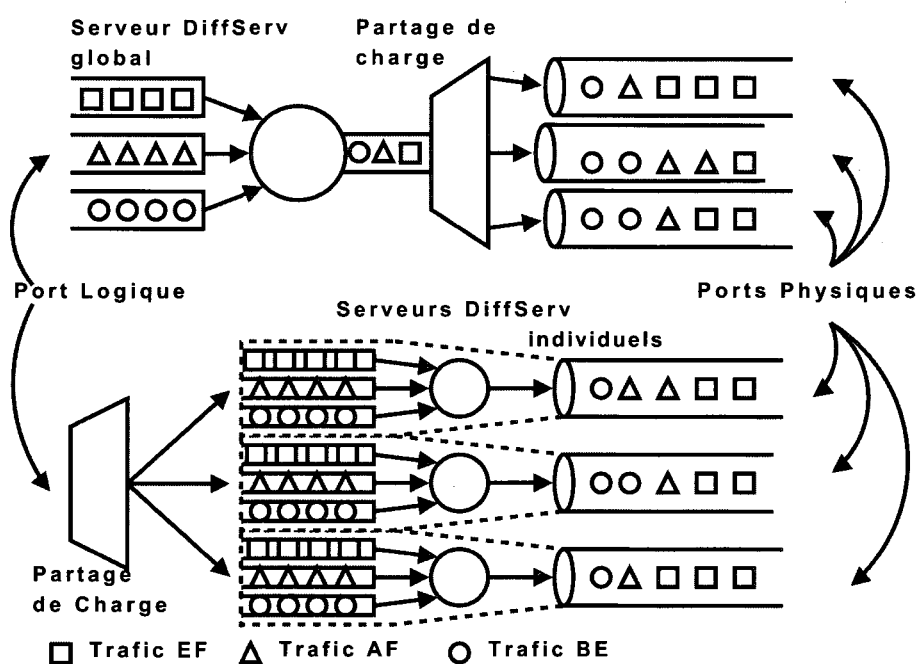 Serveur DiffServ
global
Partage de
charge
Port Logique
Ports Physiques
Serveurs DiffServ
individuels
Partage
de Charge
Trafic EF
Trafic AF
Trafic BE